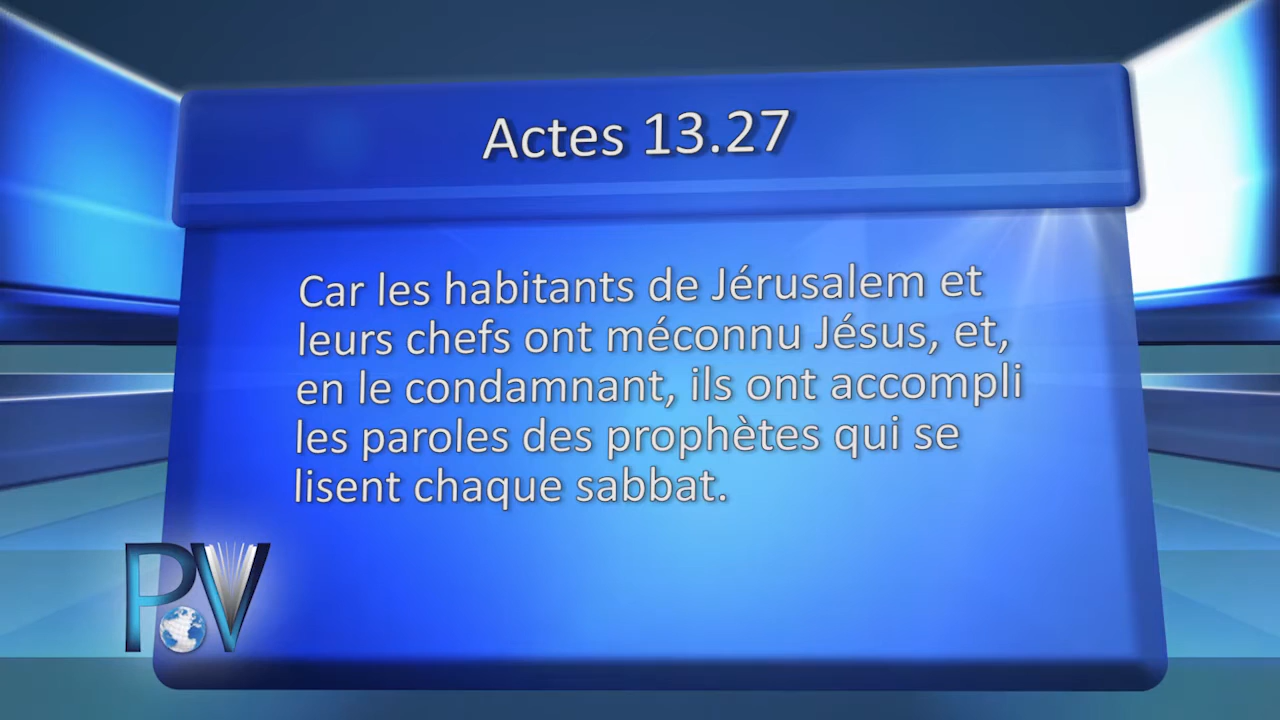 Actes 13.27
Car les habitants de Jérusalem et
leurs chefs ont méconnu Jésus, et,
en le condamnant, ils ont accompli
les paroles des prophètes qui se
lisent chaque sabbat.
PV